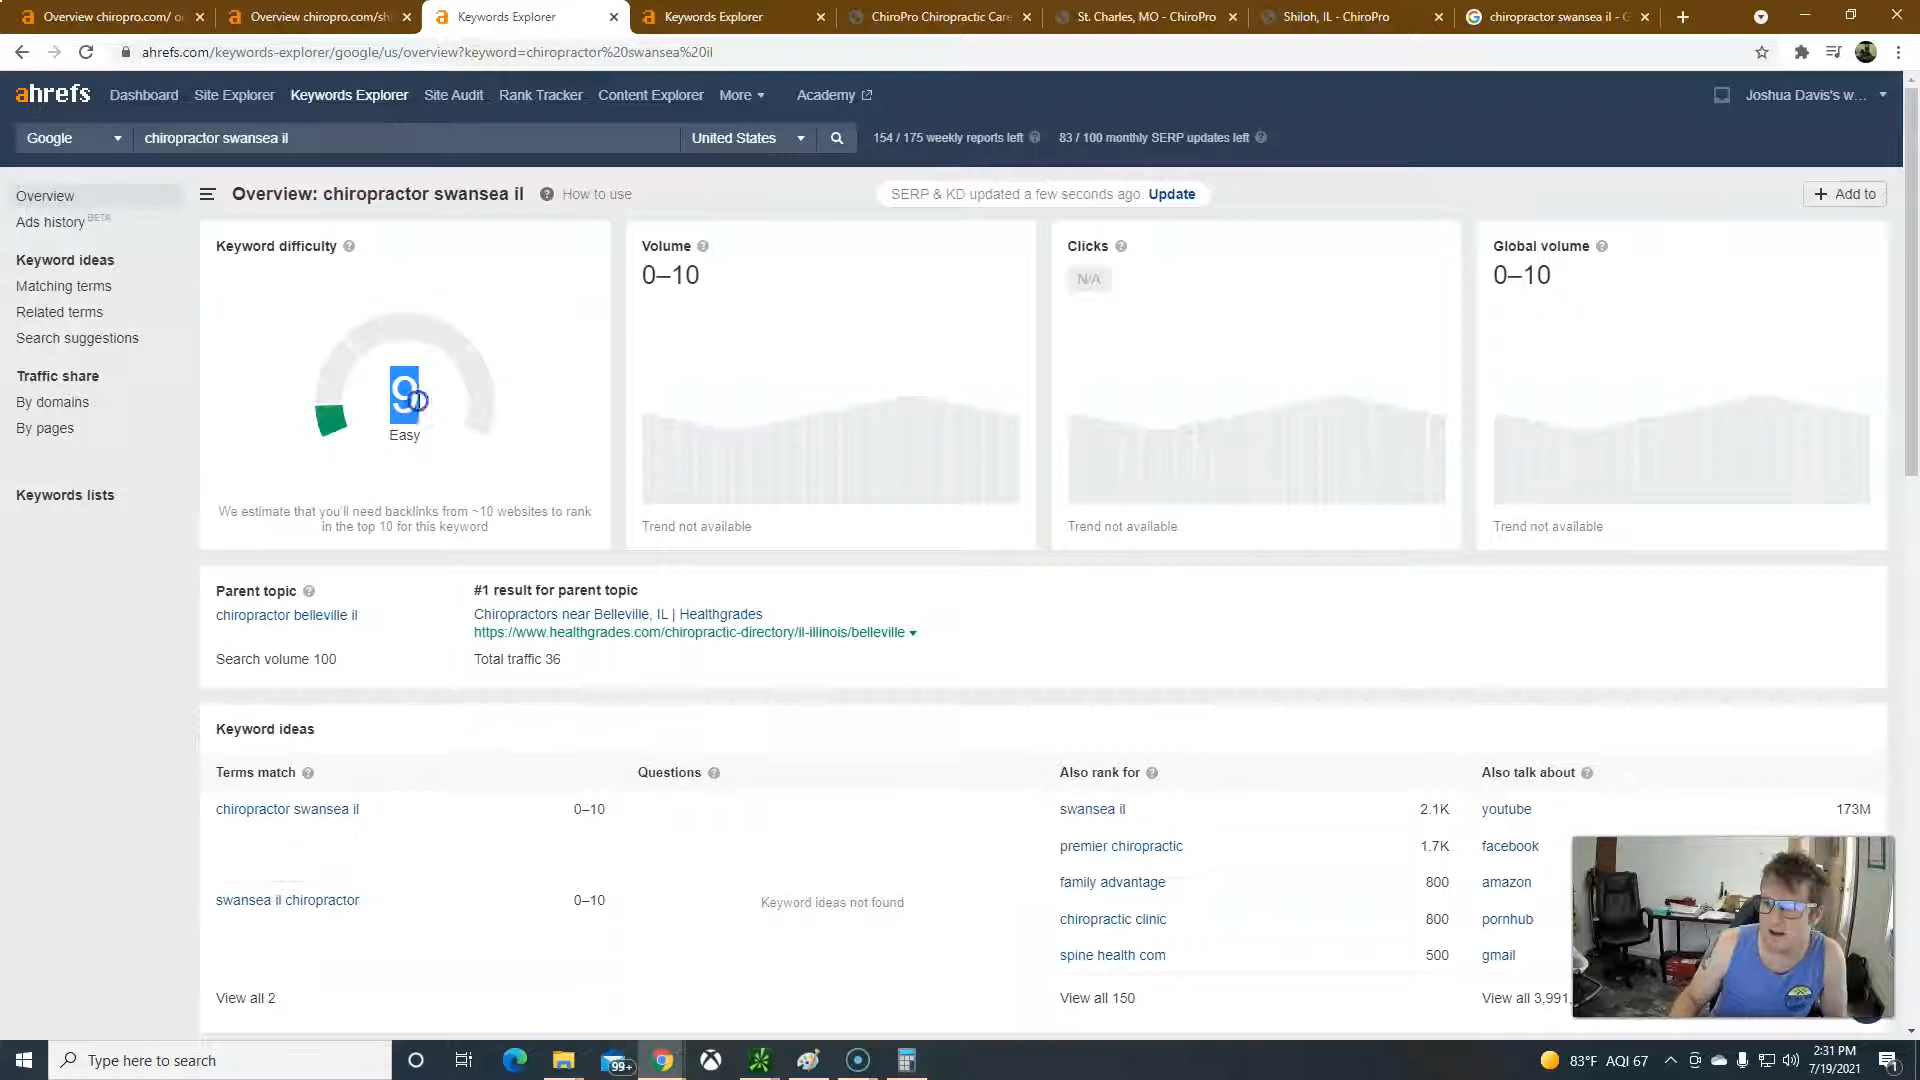 Overview chiropro.com/ o
Overview chiropro.com/sh
Keywords Explorer
Keywords Explorer
ChiroPro Chiropractic Care
St. Charles, MO - ChiroPro
Shiloh, IL - ChiroPro
chiropractor swansea il - G
ahrefs.com/keywords-explorer/google/us/overview?keyword=chiropractor%20swansea%20il
ahrefs
Dashboard
Site Explorer
Keywords Explorer
Site Audit
Rank Tracker
Content Explorer
More
Academy
Joshua Davis's w...
Google
chiropractor swansea il
United States
154 / 175 weekly reports left
83 / 100 monthly SERP updates left
Overview
Ads history BETA
Keyword ideas
Matching terms
Related terms
Search suggestions
Traffic share
By domains
By pages
Keywords lists
Overview: chiropractor swansea il
How to use
SERP & KD updated a few seconds ago. Update
Add to
Keyword difficulty
9
Easy
We estimate that you'll need backlinks from ~10 websites to rank
in the top 10 for this keyword
Volume
0–10
Trend not available
Clicks
N/A
Trend not available
Global volume
0–10
Trend not available
Parent topic
chiropractor belleville il
Search volume 100
#1 result for parent topic
Chiropractors near Belleville, IL | Healthgrades
https://www.healthgrades.com/chiropractic-directory/il-illinois/belleville
Total traffic 36
Keyword ideas
Terms match
chiropractor swansea il 0–10
swansea il chiropractor 0–10
View all 2
Questions
Keyword ideas not found
Also rank for
swansea il 2.1K
premier chiropractic 1.7K
family advantage 800
chiropractic clinic 800
spine health com 500
View all 150
Also talk about
youtube 173M
facebook
amazon
pornhub
gmail
View all 3,991,
Type here to search
99+
83°F AQI 67
2:31 PM
7/19/2021
1